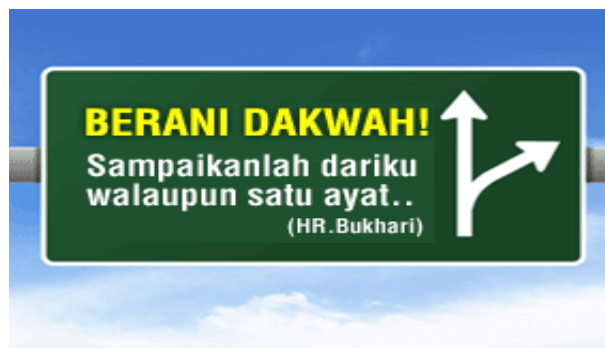 BERANI DAKWAH!
Sampaikanlah dariku
walaupun satu ayat..
(HR.Bukhari)